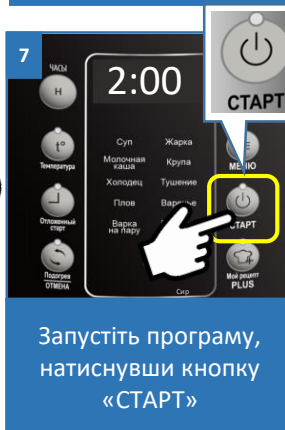 7
ЧАСЫ
Н
2:00
СТАРТ
t°
Температура
Суп Жарка
Молочная каша Крупа
МЕНЮ
Холодец Тушение
Отложенный старт
Плов Варенье
СТАРТ
Варка на пару
Подогрев
ОТМЕНА
Сир
Мой рецепт
PLUS
Запустіть програму,
натиснувши кнопку
«СТАРТ»